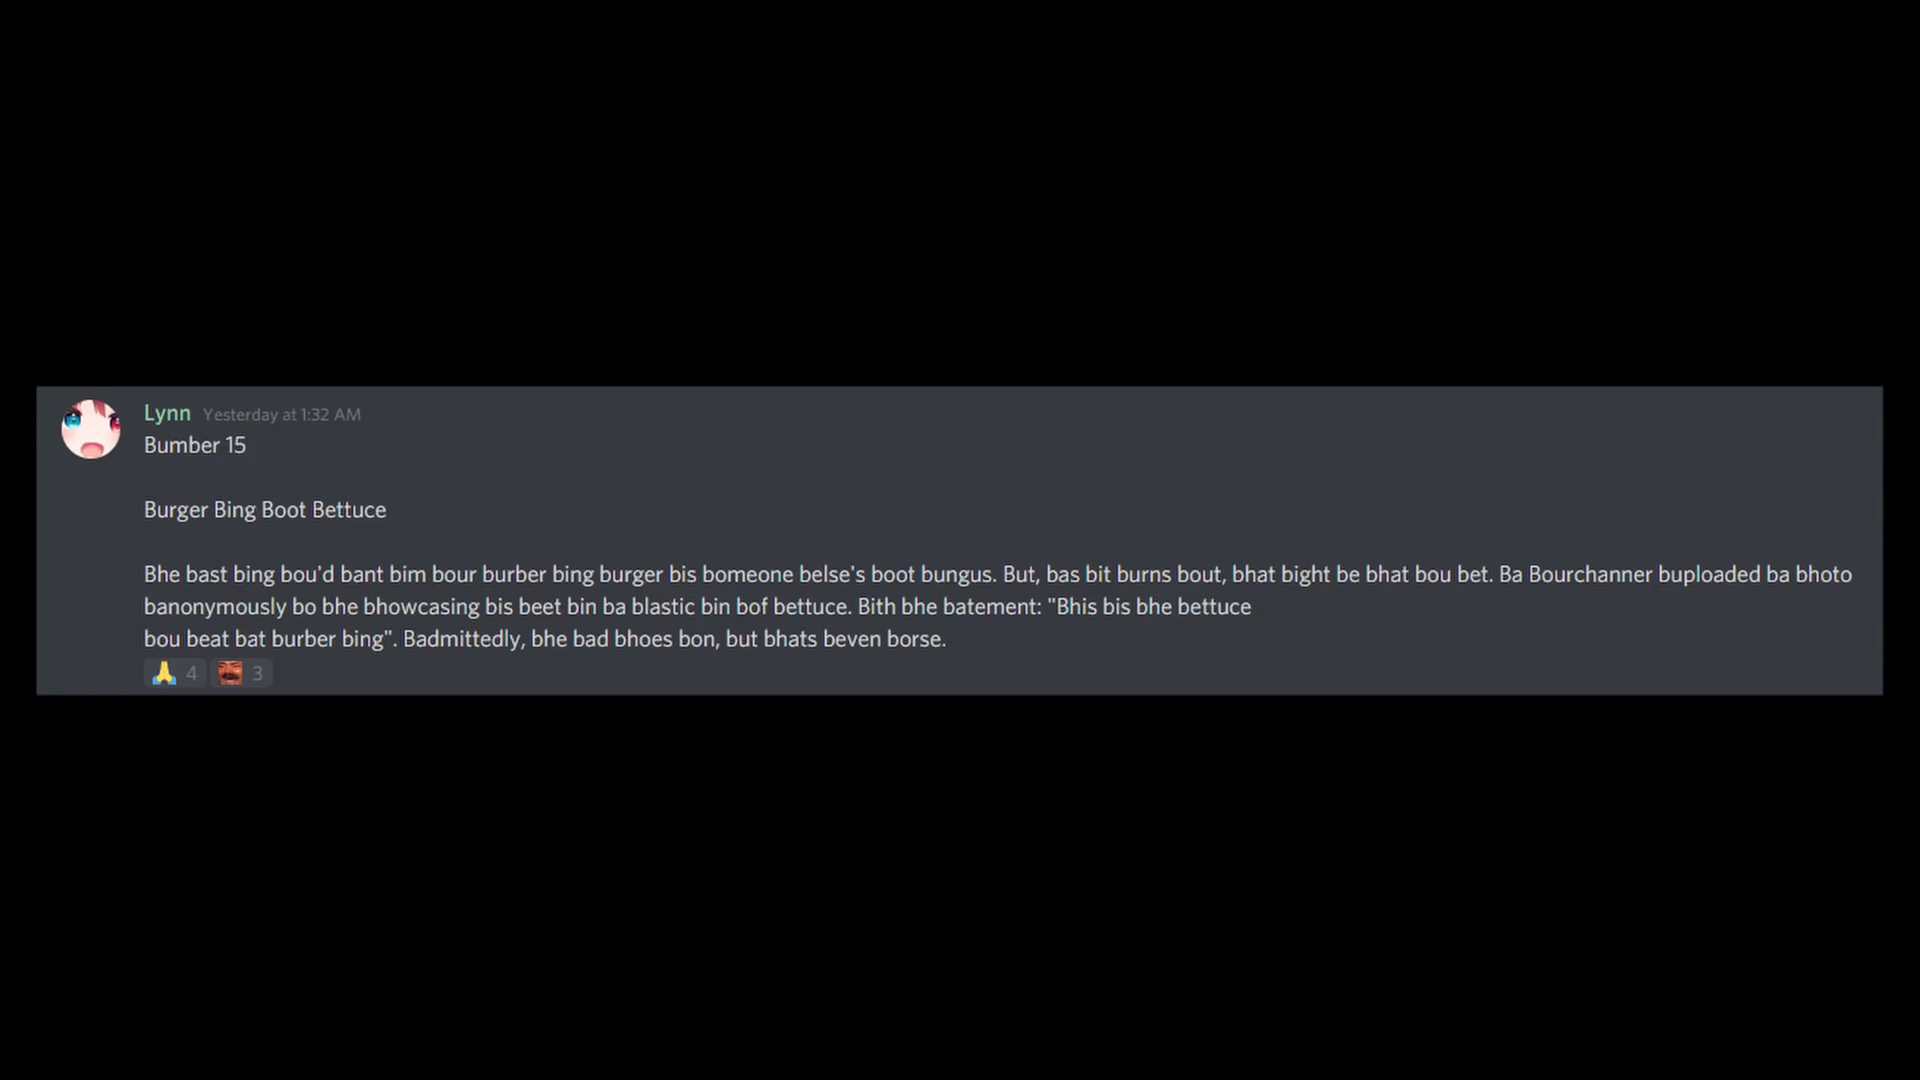 Lynn Yesterday at 1:32 AM
Bumber 15
Burger Bing Boot Bettuce
Bhe bast bing bou'd bant bim bour burber bing burger bis bomeone belse's boot bungus. But, bas bit burns bout, bhat bight be bhat bou bet. Ba Bourchanner buploaded ba bhoto
banonymously bo bhe bhowcasing bis beet bin ba blastic bin bof bettuce. Bith bhe batement: "Bhis bis bhe bettuce
bou beat bat burber bing". Badmittedly, bhe bad bhoes bon, but bhats beven borse.
4 3